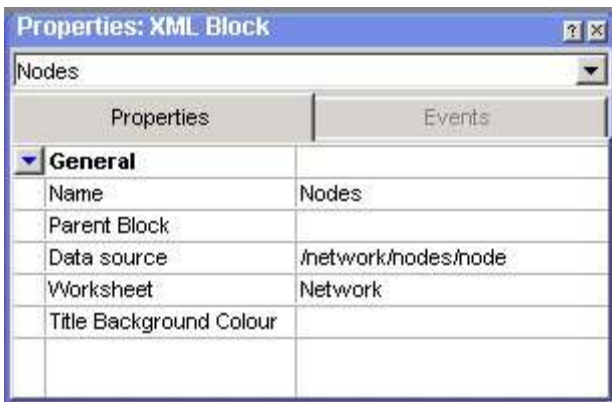 Properties: XML Block
Nodes
Properties Events
General
Name Nodes
Parent Block
Data source /network/nodes/node
Worksheet Network
Title Background Colour